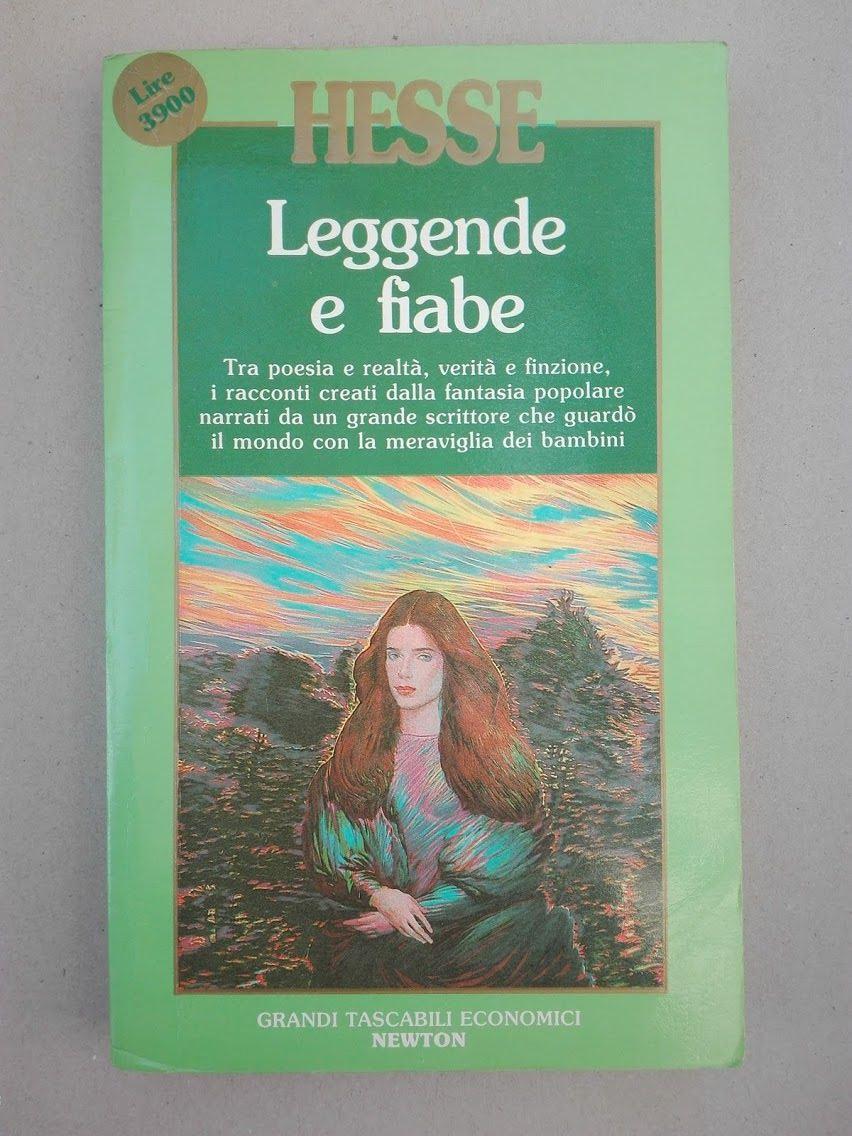 Lire
3900
HESSE
Leggende
e fiabe
Tra poesia e realtà, verità e finzione,
i racconti creati dalla fantasia popolare
narrati da un grande scrittore che guardò
il mondo con la meraviglia dei bambini
GRANDI TASCABILI ECONOMICI
NEWTON